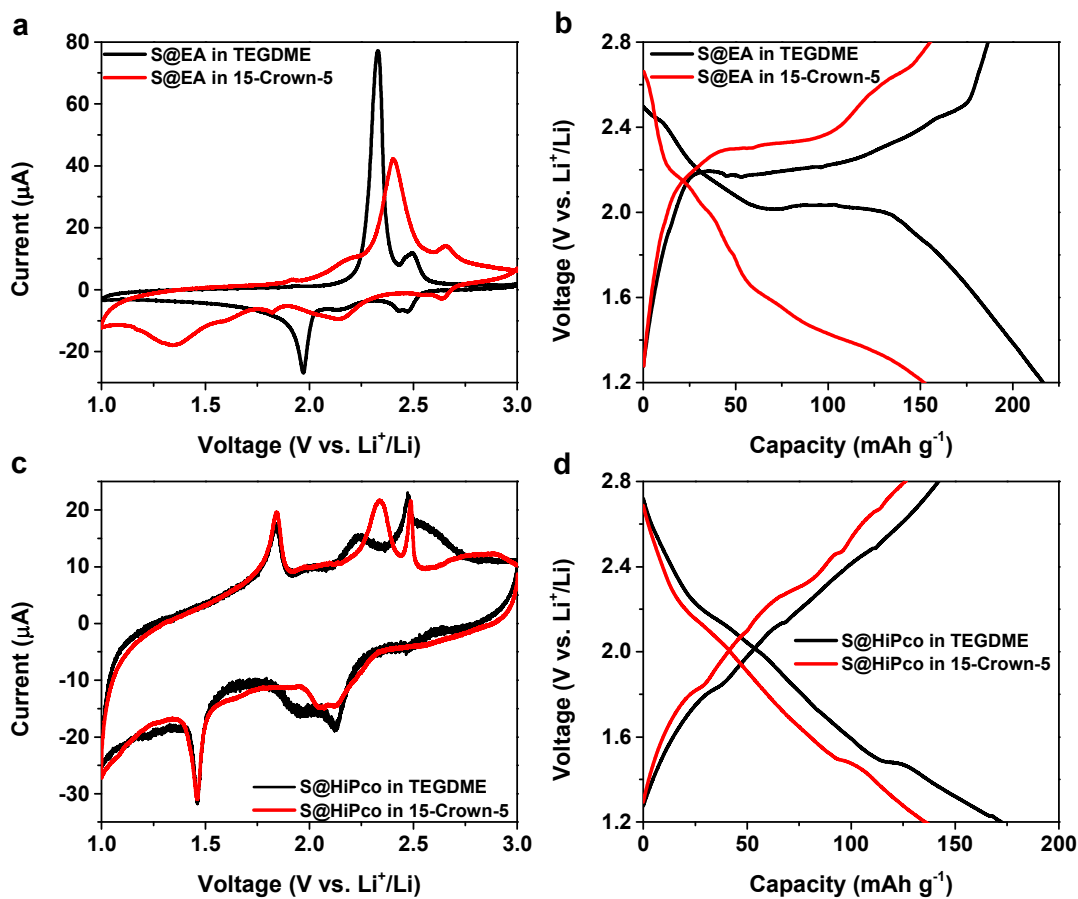 a
S@EA in TEGDME
S@EA in 15-Crown-5
80
60
40
20
0
-20
1.0 1.5 2.0 2.5 3.0
Current (µA)
Voltage (V vs. Li⁺/Li)
b
S@EA in TEGDME
S@EA in 15-Crown-5
2.8
2.4
2.0
1.6
1.2
0 50 100 150 200
Voltage (V vs. Li⁺/Li)
Capacity (mAh g⁻¹)
c
20
10
0
-10
-20
-30
1.0 1.5 2.0 2.5 3.0
Current (µA)
S@HiPco in TEGDME
S@HiPco in 15-Crown-5
Voltage (V vs. Li⁺/Li)
d
2.8
2.4
2.0
1.6
1.2
0 50 100 150 200
Voltage (V vs. Li⁺/Li)
S@HiPco in TEGDME
S@HiPco in 15-Crown-5
Capacity (mAh g⁻¹)